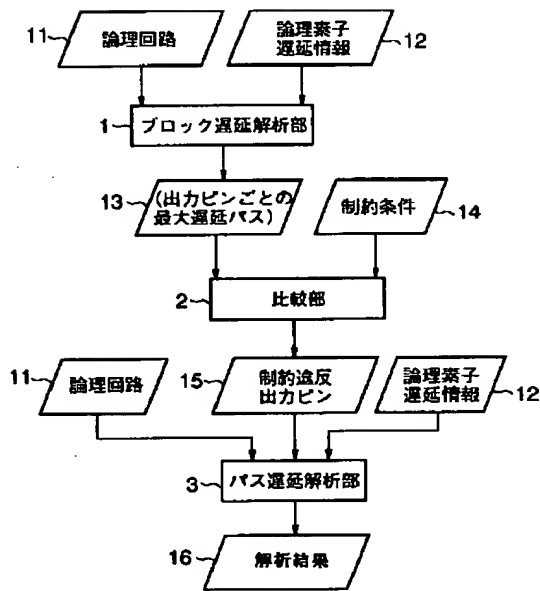 11
論理回路
論理素子
遅延情報
12
1
ブロック遅延解析部
13
(出力ピンごとの
最大遅延パス)
制約条件
14
2
比較部
11
論理回路
15
制約違反
出力ピン
論理素子
遅延情報
12
3
パス遅延解析部
16
解析結果